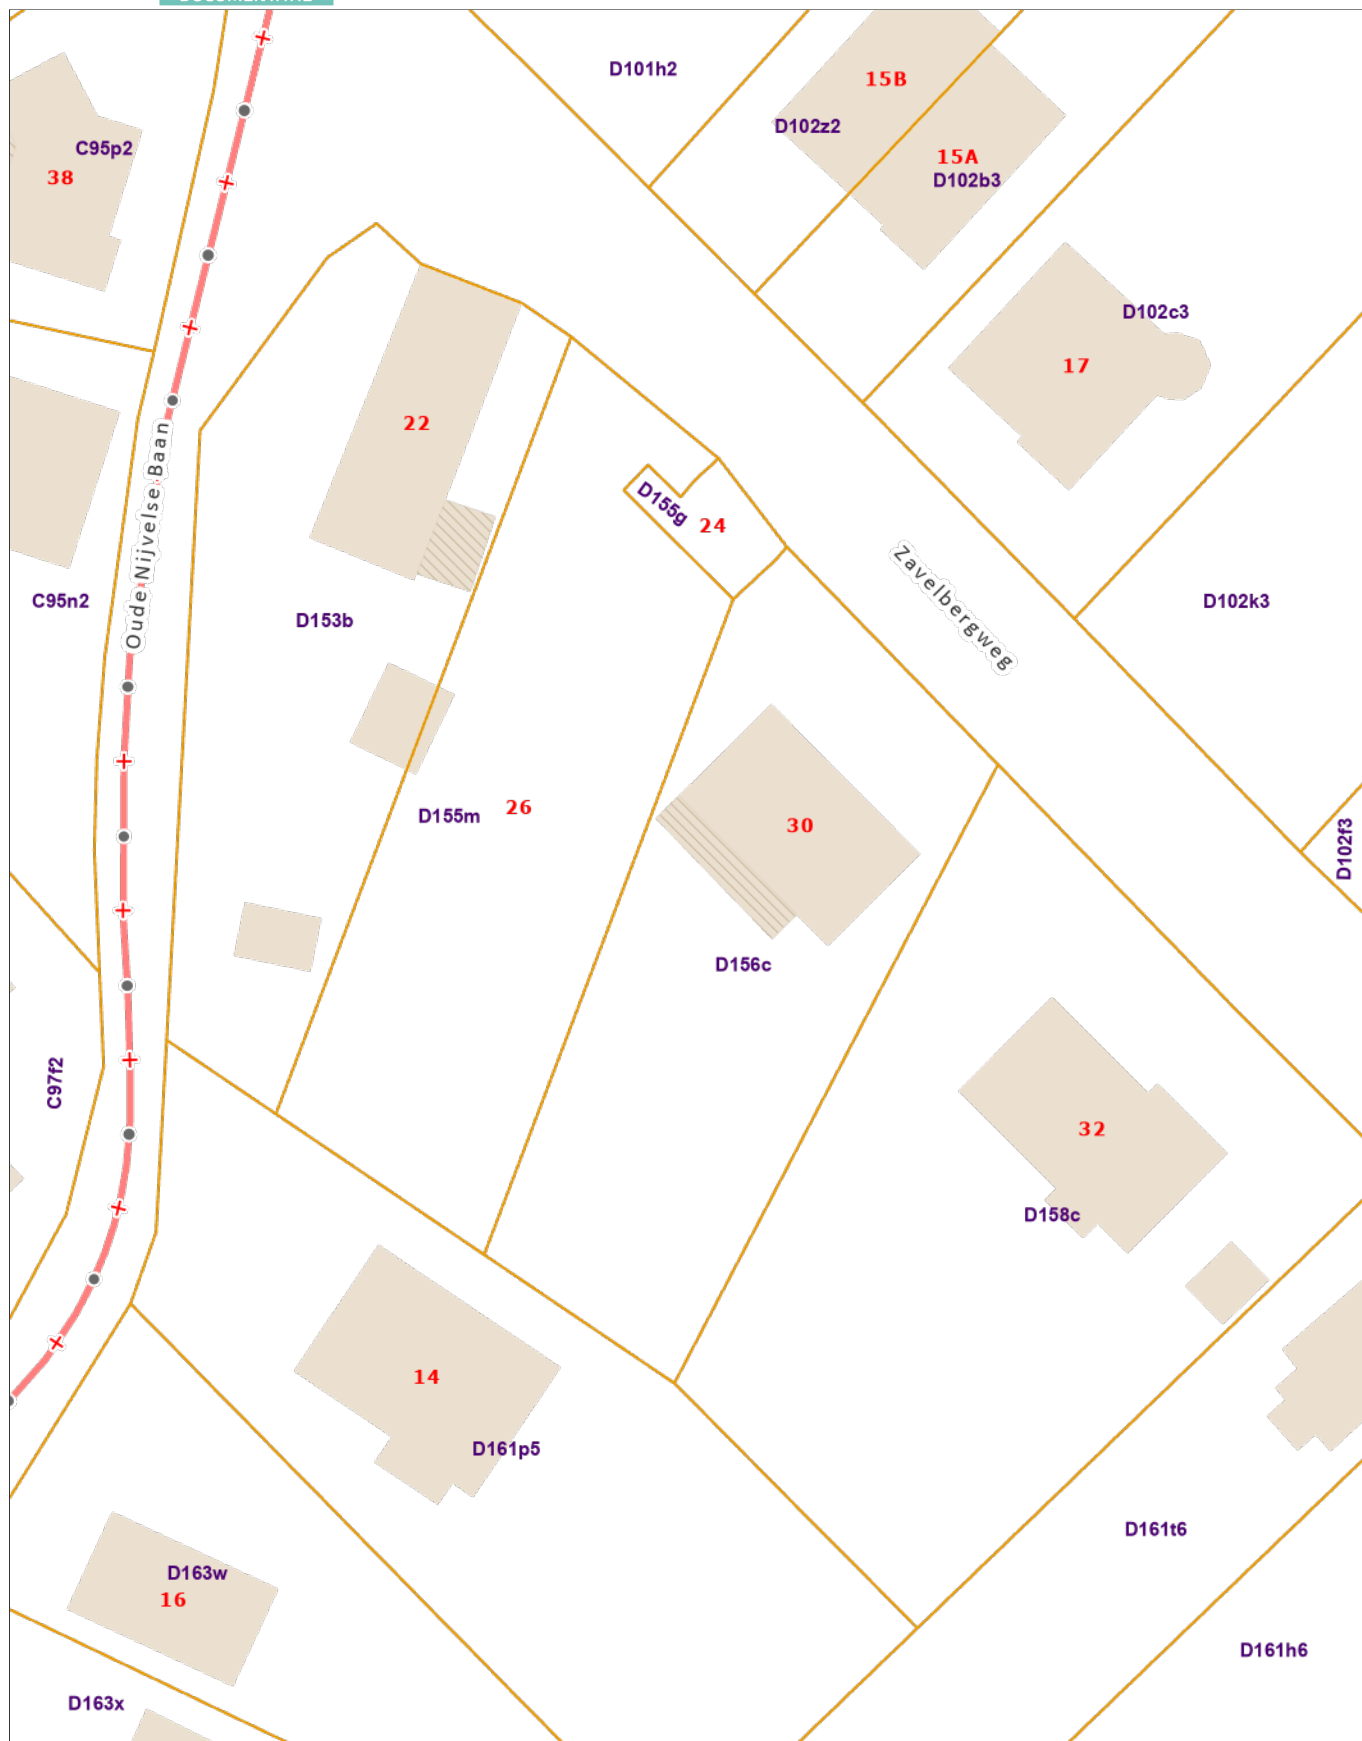 D101h2
15B
D102z2
15A
D102b3
C95p2
38
D102c3
17
22
D155g
24
Oude Nijvelse Baan
Zavelbergweg
C95n2
D153b
D102k3
D155m
26
30
D102f3
D156c
C97f2
32
D158c
14
D161p5
D161t6
D163w
16
D161h6
D163x